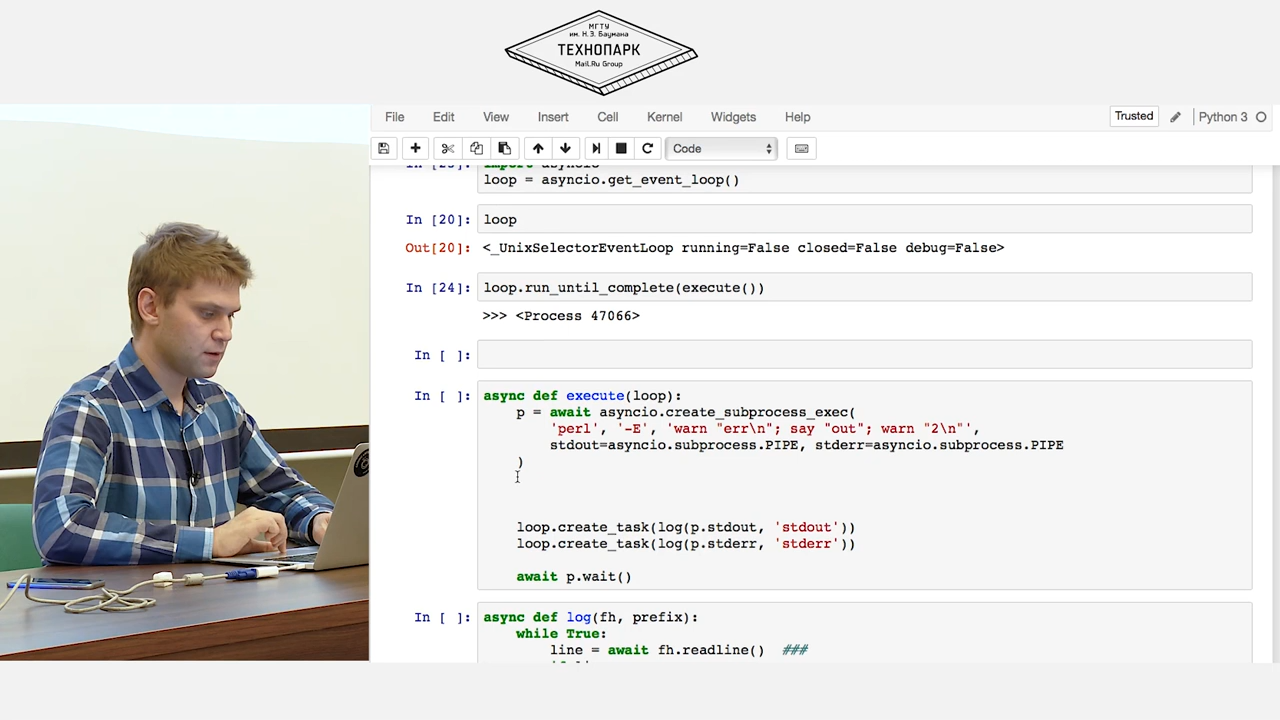 МГТУ
им. Н.Э. Баумана
ТЕХНОПАРК
Mail.Ru Group
File Edit View Insert Cell Kernel Widgets Help
Trusted
Python 3
Code
In [23]: import asyncio
loop = asyncio.get_event_loop()
In [20]: loop
Out[20]: <_UnixSelectorEventLoop running=False closed=False debug=False>
In [24]: loop.run_until_complete(execute())
>>> <Process 47066>
In [ ]:
In [ ]: async def execute(loop):
p = await asyncio.create_subprocess_exec(
'perl', '-E', 'warn "err\n"; say "out"; warn "2\n"',
stdout=asyncio.subprocess.PIPE, stderr=asyncio.subprocess.PIPE
)
loop.create_task(log(p.stdout, 'stdout'))
loop.create_task(log(p.stderr, 'stderr'))
await p.wait()
In [ ]: async def log(fh, prefix):
while True:
line = await fh.readline() ###